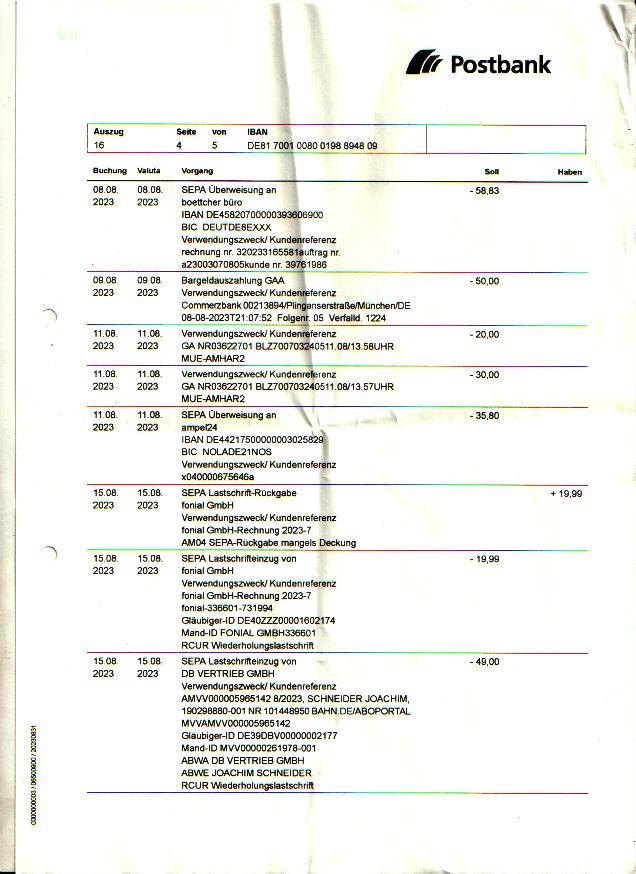 Postbank
Auszug Seite von IBAN
16 4 5 DE81 7001 0080 0198 8948 09
Buchung Valuta Vorgang Soll Haben
08.08. 08.08. SEPA Überweisung an - 58,83
2023 2023 boettcher büro
IBAN DE45820700000393606900
BIC DEUTDE8EXXX
Verwendungszweck/ Kundenreferenz
rechnung nr. 320233165581auftrag nr.
a23003070805kunde nr. 39761986
09.08. 09.08. Bargeldauszahlung GAA - 50,00
2023 2023 Verwendungszweck/ Kundenreferenz
Commerzbank 00213894/Plinganserstraße/München/DE
08-08-2023T21:07:52 Folgenr. 05 Verfalld. 1224
11.08. 11.08. Verwendungszweck/ Kundenreferenz - 20,00
2023 2023 GA NR03622701 BLZ700703240511.08/13.58UHR
MUE-AMHAR2
11.08. 11.08. Verwendungszweck/ Kundenreferenz - 30,00
2023 2023 GA NR03622701 BLZ700703240511.08/13.57UHR
MUE-AMHAR2
11.08. 11.08. SEPA Überweisung an - 35,80
2023 2023 ampel24
IBAN DE44217500000003025829
BIC NOLADE21NOS
Verwendungszweck/ Kundenreferenz
x040000675646a
15.08. 15.08. SEPA Lastschrift-Rückgabe + 19,99
2023 2023 fonial GmbH
Verwendungszweck/ Kundenreferenz
fonial GmbH-Rechnung 2023-7
AM04 SEPA-Rückgabe mangels Deckung
15.08. 15.08. SEPA Lastschrifteinzug von - 19,99
2023 2023 fonial GmbH
Verwendungszweck/ Kundenreferenz
fonial GmbH-Rechnung 2023-7
fonial-336601-731994
Gläubiger-ID DE40ZZZ00001602174
Mand-ID FONIAL GMBH336601
RCUR Wiederholungslastschrift
15.08. 15.08. SEPA Lastschrifteinzug von - 49,00
2023 2023 DB VERTRIEB GMBH
Verwendungszweck/ Kundenreferenz
AMVV000005965142 8/2023, SCHNEIDER JOACHIM,
190298880-001 NR 101448950 BAHN.DE/ABOPORTAL
MVVAMVV000005965142
Gläubiger-ID DE39DBV00000002177
Mand-ID MVV00000261978-001
ABWA DB VERTRIEB GMBH
ABWE JOACHIM SCHNEIDER
RCUR Wiederholungslastschrift
0000000003 / 06500900 / 20230831